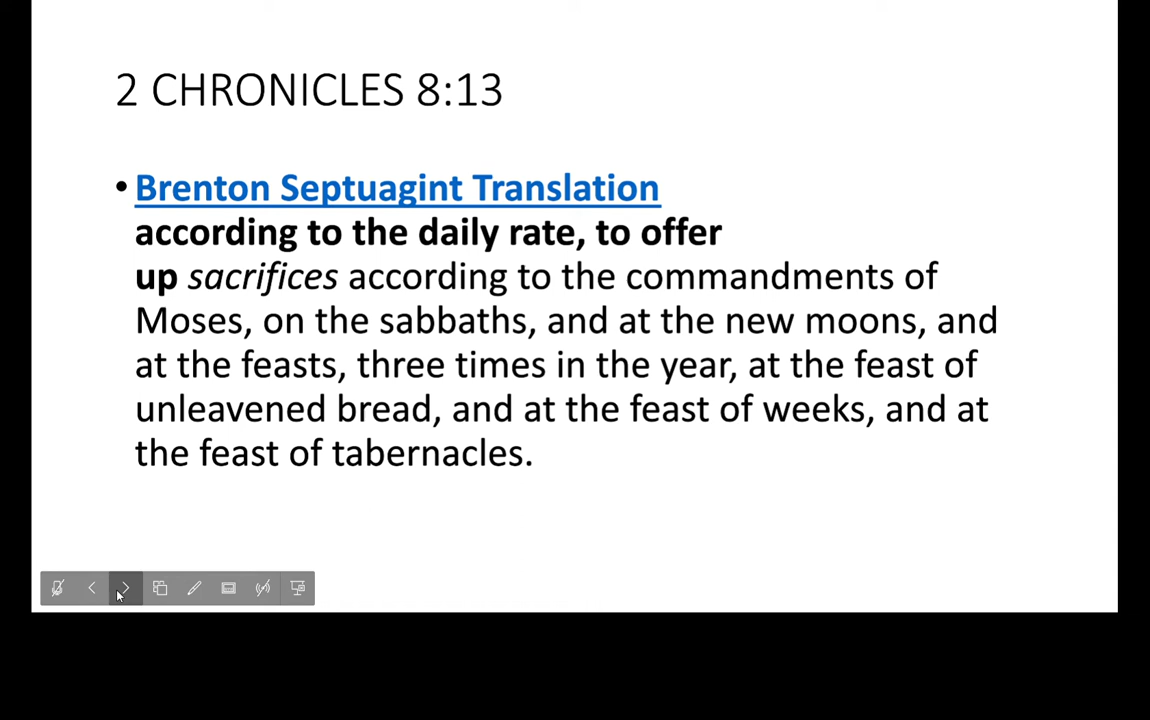 2 CHRONICLES 8:13
• Brenton Septuagint Translation
according to the daily rate, to offer
up sacrifices according to the commandments of
Moses, on the sabbaths, and at the new moons, and
at the feasts, three times in the year, at the feast of
unleavened bread, and at the feast of weeks, and at
the feast of tabernacles.